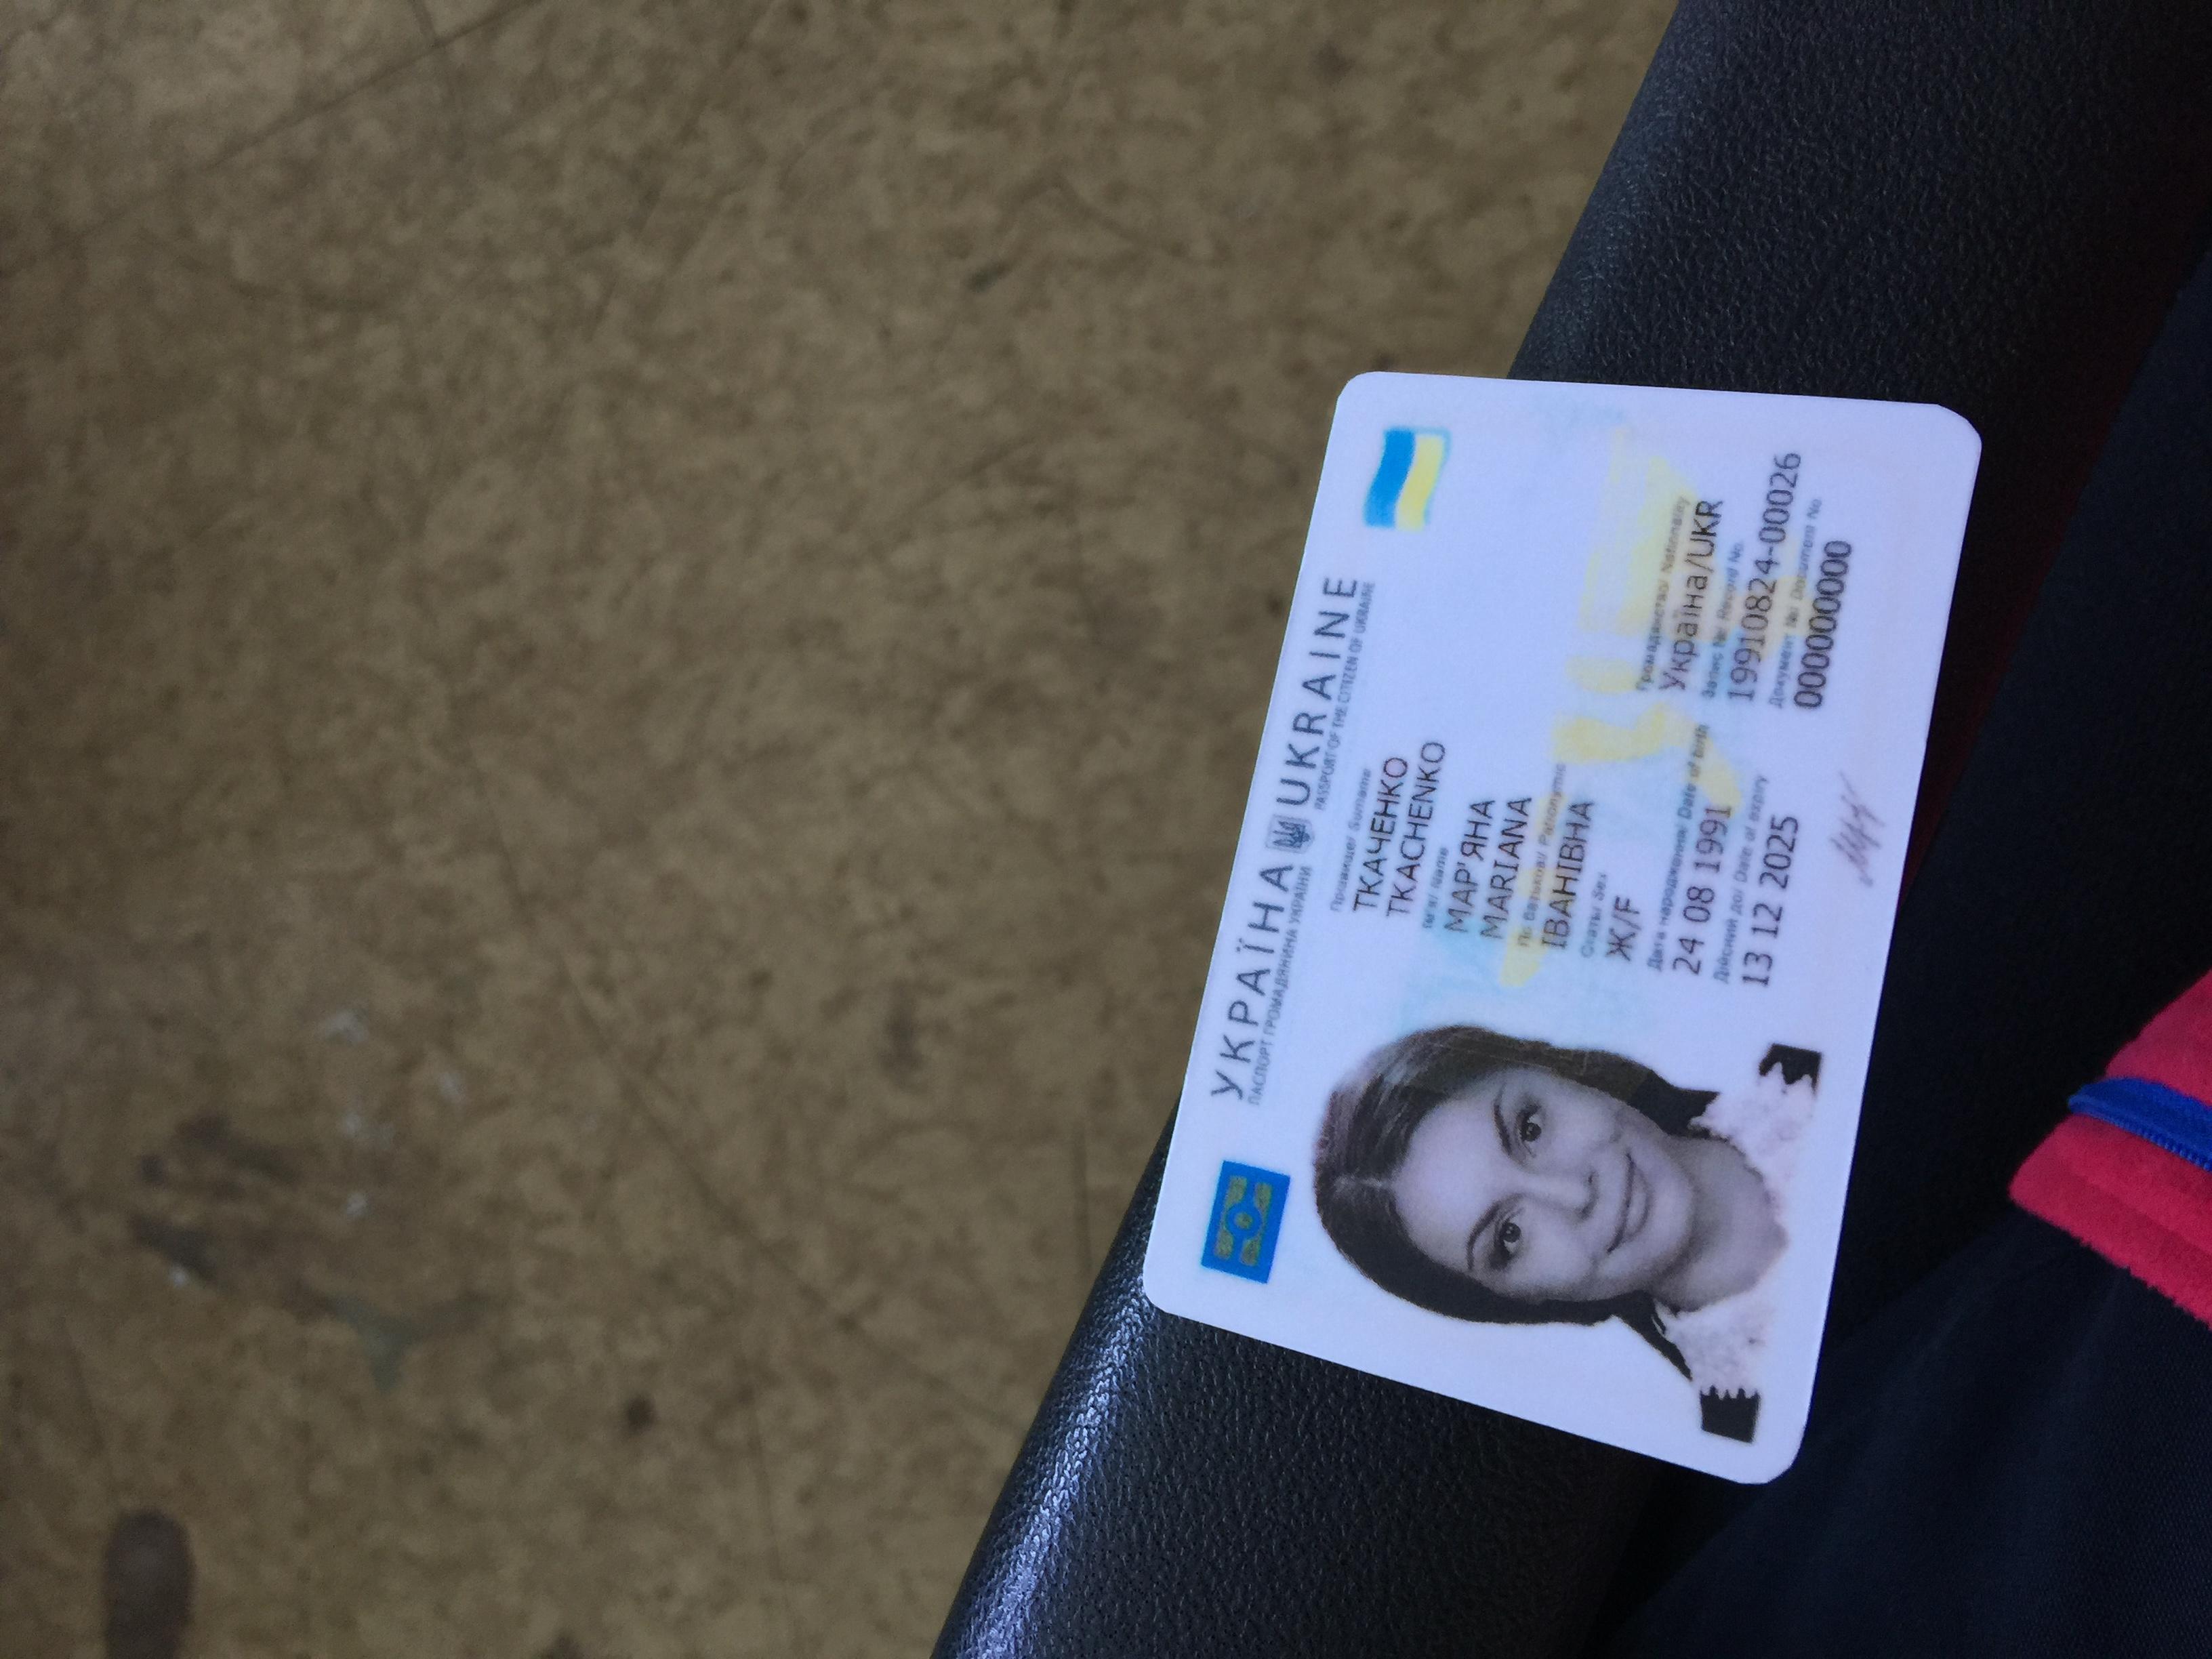 УКРАЇНА UKRAINE
ПАСПОРТ ГРОМАДЯНИНА УКРАЇНИ PASSPORT OF THE CITIZEN OF UKRAINE
Прізвище/ Surname
ТКАЧЕНКО
TKACHENKO
Ім'я/ Name
МАР'ЯНА
MARIANA
По батькові/ Patronymic
ІВАНІВНА
Стать/ Sex
Ж/F
Дата народження/ Date of birth
24 08 1991
Дійсний до/ Date of expiry
13 12 2025
Громадянство/ Nationality
Україна/UKR
Запис №/ Record No.
19910824-00026
Документ №/ Document No.
000000000